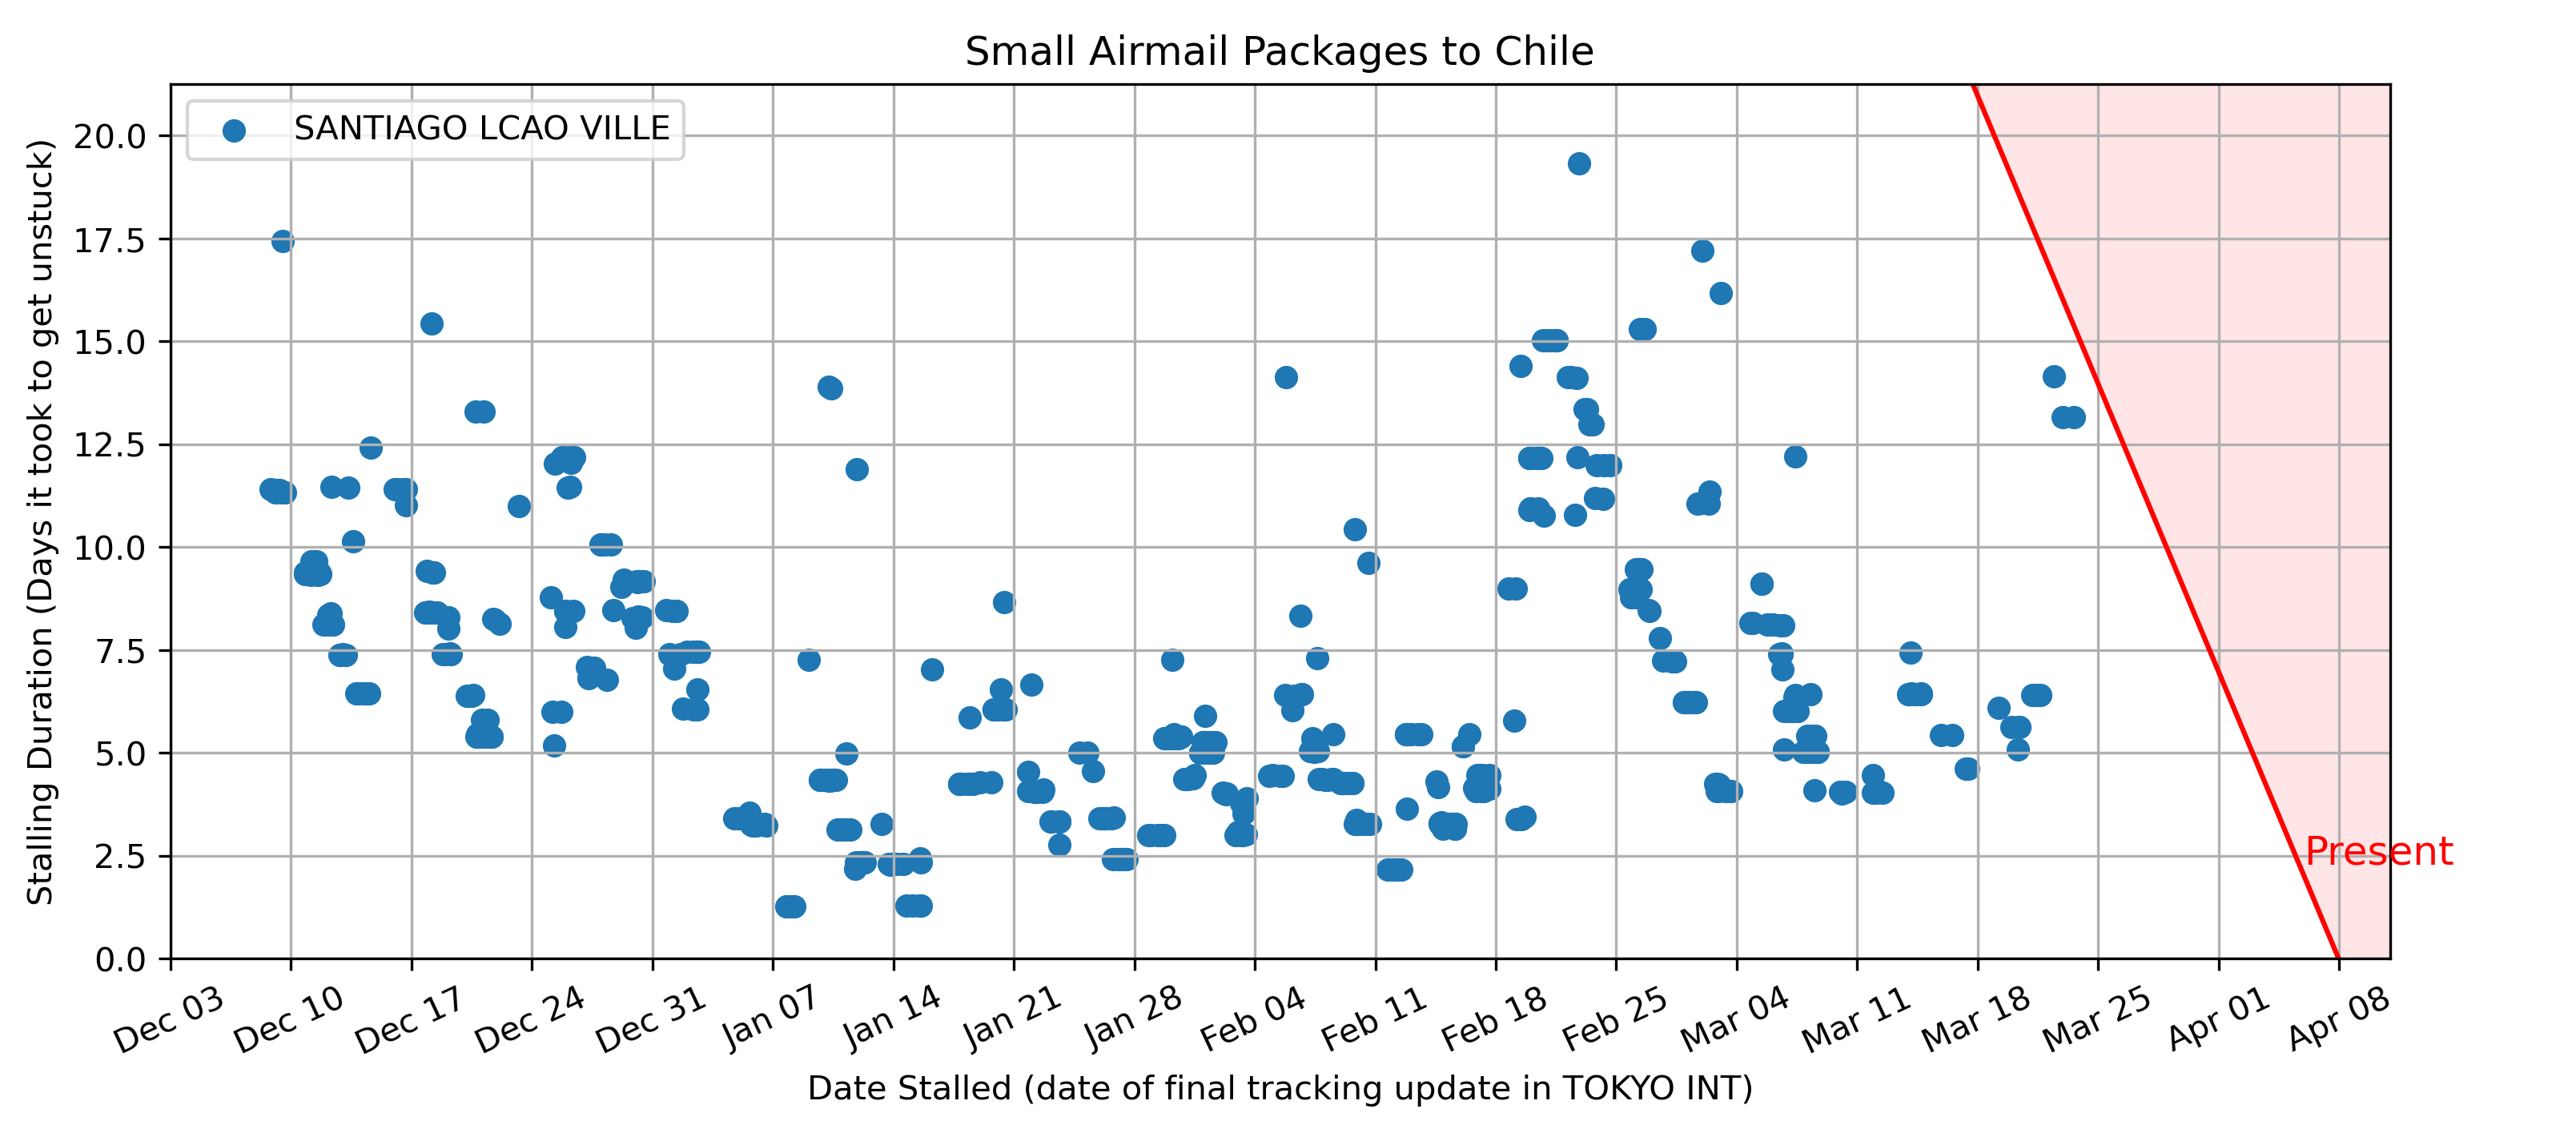 Small Airmail Packages to Chile
SANTIAGO LCAO VILLE
Stalling Duration (Days it took to get unstuck)
20.0
17.5
15.0
12.5
10.0
7.5
5.0
2.5
0.0
Present
Dec 03
Dec 10
Dec 17
Dec 24
Dec 31
Jan 07
Jan 14
Jan 21
Jan 28
Feb 04
Feb 11
Feb 18
Feb 25
Mar 04
Mar 11
Mar 18
Mar 25
Apr 01
Apr 08
Date Stalled (date of final tracking update in TOKYO INT)